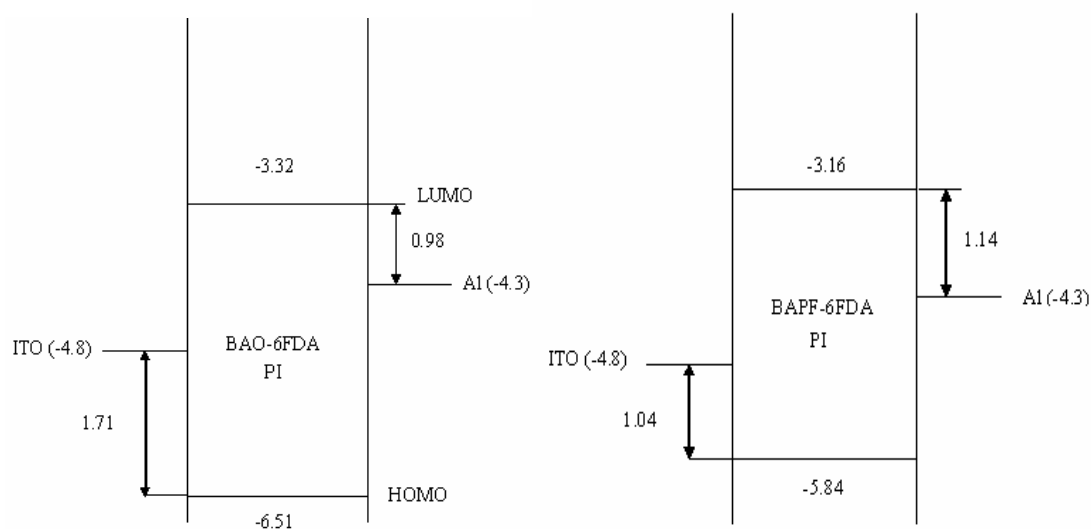 -3.32
LUMO
0.98
Al (-4.3)
BAO-6FDA
PI
ITO (-4.8)
1.71
HOMO
-6.51
-3.16
1.14
Al (-4.3)
BAPF-6FDA
PI
ITO (-4.8)
1.04
-5.84